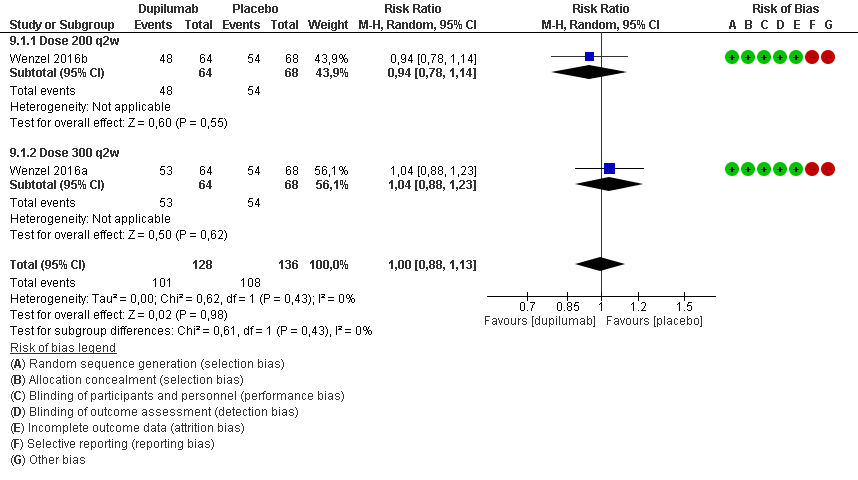 Dupilumab Placebo Risk Ratio Risk Ratio Risk of Bias
Study or Subgroup Events Total Events Total Weight M-H, Random, 95% CI M-H, Random, 95% CI A B C D E F G
9.1.1 Dose 200 q2w
Wenzel 2016b 48 64 54 68 43,9% 0,94 [0,78, 1,14] + + + + + − −
Subtotal (95% CI) 64 68 43,9% 0,94 [0,78, 1,14]
Total events 48 54
Heterogeneity: Not applicable
Test for overall effect: Z = 0,60 (P = 0,55)
9.1.2 Dose 300 q2w
Wenzel 2016a 53 64 54 68 56,1% 1,04 [0,88, 1,23] + + + + + − −
Subtotal (95% CI) 64 68 56,1% 1,04 [0,88, 1,23]
Total events 53 54
Heterogeneity: Not applicable
Test for overall effect: Z = 0,50 (P = 0,62)
Total (95% CI) 128 136 100,0% 1,00 [0,88, 1,13]
Total events 101 108
Heterogeneity: Tau² = 0,00; Chi² = 0,62, df = 1 (P = 0,43); I² = 0%
Test for overall effect: Z = 0,02 (P = 0,98)
Test for subgroup differences: Chi² = 0,61, df = 1 (P = 0,43), I² = 0%
0.7 0.85 1 1.2 1.5
Favours [dupilumab] Favours [placebo]
Risk of bias legend
(A) Random sequence generation (selection bias)
(B) Allocation concealment (selection bias)
(C) Blinding of participants and personnel (performance bias)
(D) Blinding of outcome assessment (detection bias)
(E) Incomplete outcome data (attrition bias)
(F) Selective reporting (reporting bias)
(G) Other bias